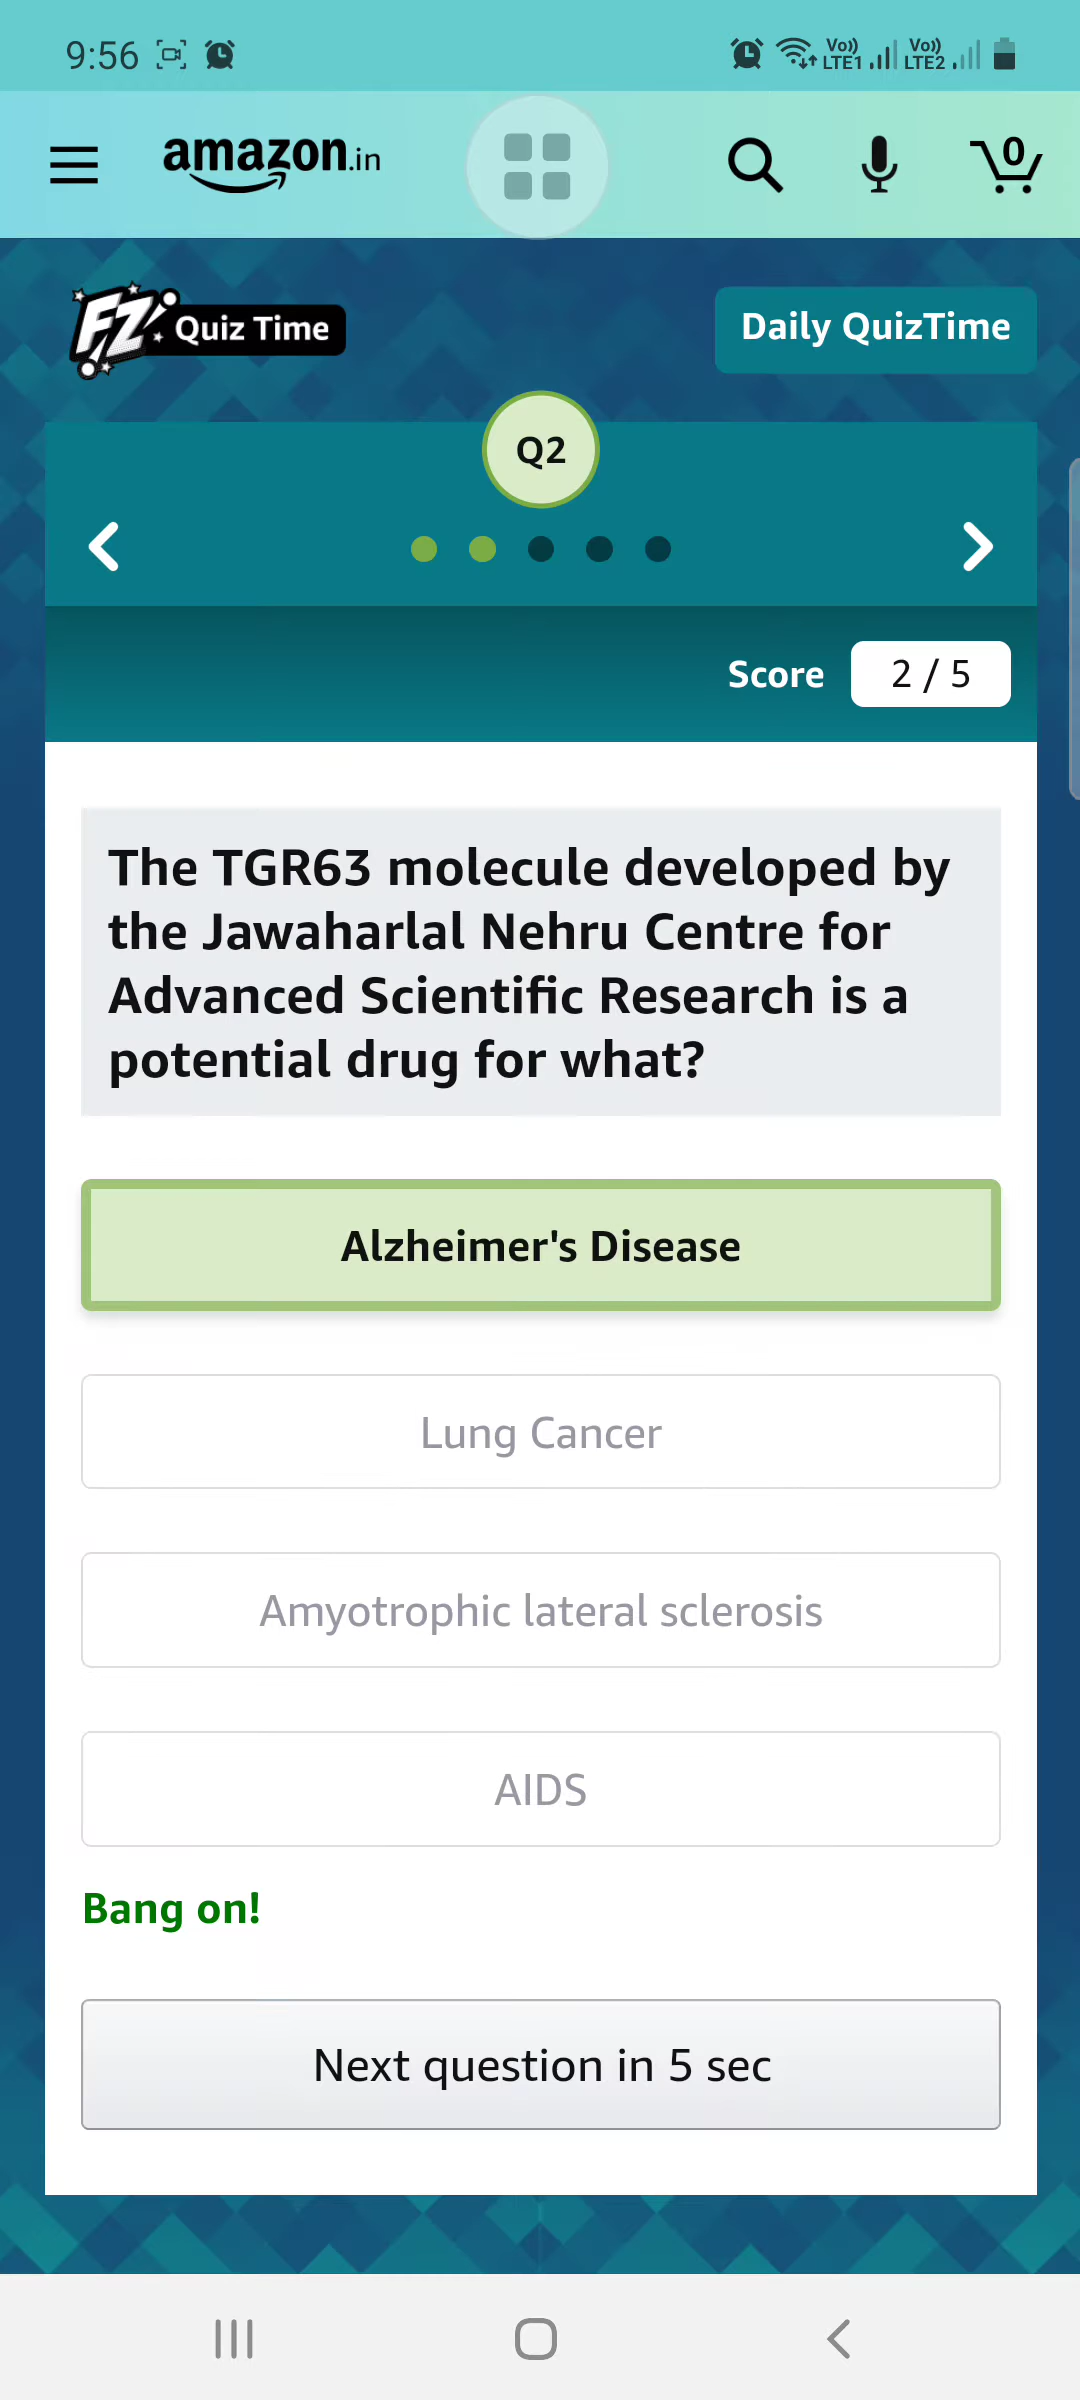 9:56
Vo)) LTE1 Vo)) LTE2
amazon.in
0
FZ Quiz Time
Daily QuizTime
Q2
Score 2 / 5
The TGR63 molecule developed by
the Jawaharlal Nehru Centre for
Advanced Scientific Research is a
potential drug for what?
Alzheimer's Disease
Lung Cancer
Amyotrophic lateral sclerosis
AIDS
Bang on!
Next question in 5 sec